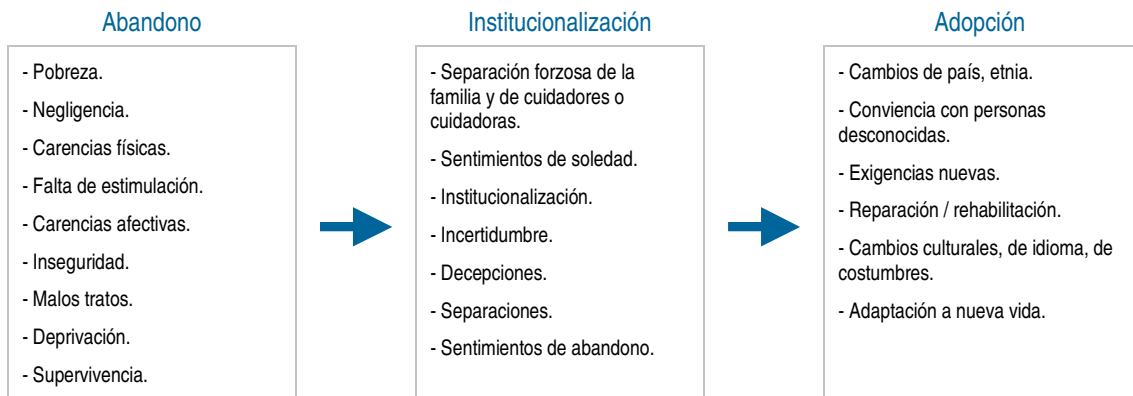 Abandono
- Pobreza.
- Negligencia.
- Carencias físicas.
- Falta de estimulación.
- Carencias afectivas.
- Inseguridad.
- Malos tratos.
- Deprivación.
- Supervivencia.
Institucionalización
- Separación forzosa de la
familia y de cuidadores o
cuidadoras.
- Sentimientos de soledad.
- Institucionalización.
- Incertidumbre.
- Decepciones.
- Separaciones.
- Sentimientos de abandono.
Adopción
- Cambios de país, etnia.
- Conviencia con personas
desconocidas.
- Exigencias nuevas.
- Reparación / rehabilitación.
- Cambios culturales, de idioma, de
costumbres.
- Adaptación a nueva vida.